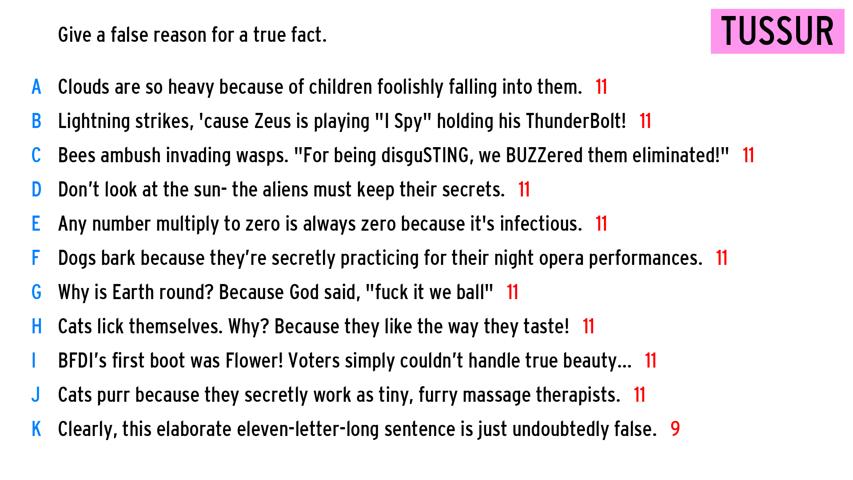 Give a false reason for a true fact.
TUSSUR
A Clouds are so heavy because of children foolishly falling into them. 11
B Lightning strikes, 'cause Zeus is playing "I Spy" holding his ThunderBolt! 11
C Bees ambush invading wasps. "For being disguSTING, we BUZZered them eliminated!" 11
D Don't look at the sun- the aliens must keep their secrets. 11
E Any number multiply to zero is always zero because it's infectious. 11
F Dogs bark because they're secretly practicing for their night opera performances. 11
G Why is Earth round? Because God said, "fuck it we ball" 11
H Cats lick themselves. Why? Because they like the way they taste! 11
I BFDI's first boot was Flower! Voters simply couldn't handle true beauty... 11
J Cats purr because they secretly work as tiny, furry massage therapists. 11
K Clearly, this elaborate eleven-letter-long sentence is just undoubtedly false. 9